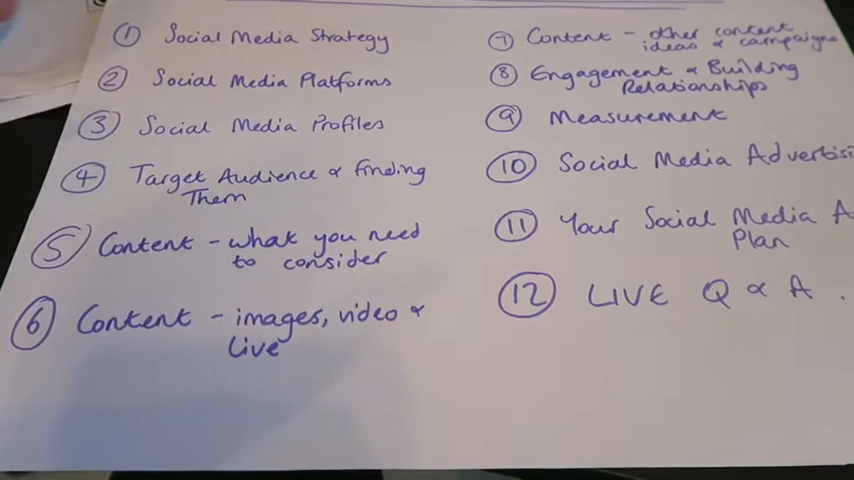 ① Social Media Strategy
② Social Media Platforms
③ Social Media Profiles
④ Target Audience & finding
Them
⑤ Content - what you need
to consider
⑥ Content - images, video &
Live
⑦ Content - other content
ideas & campaigns
⑧ Engagement & Building
Relationships
⑨ Measurement
⑩ Social Media Advertisi
⑪ Your Social Media A
Plan
⑫ LIVE Q & A .